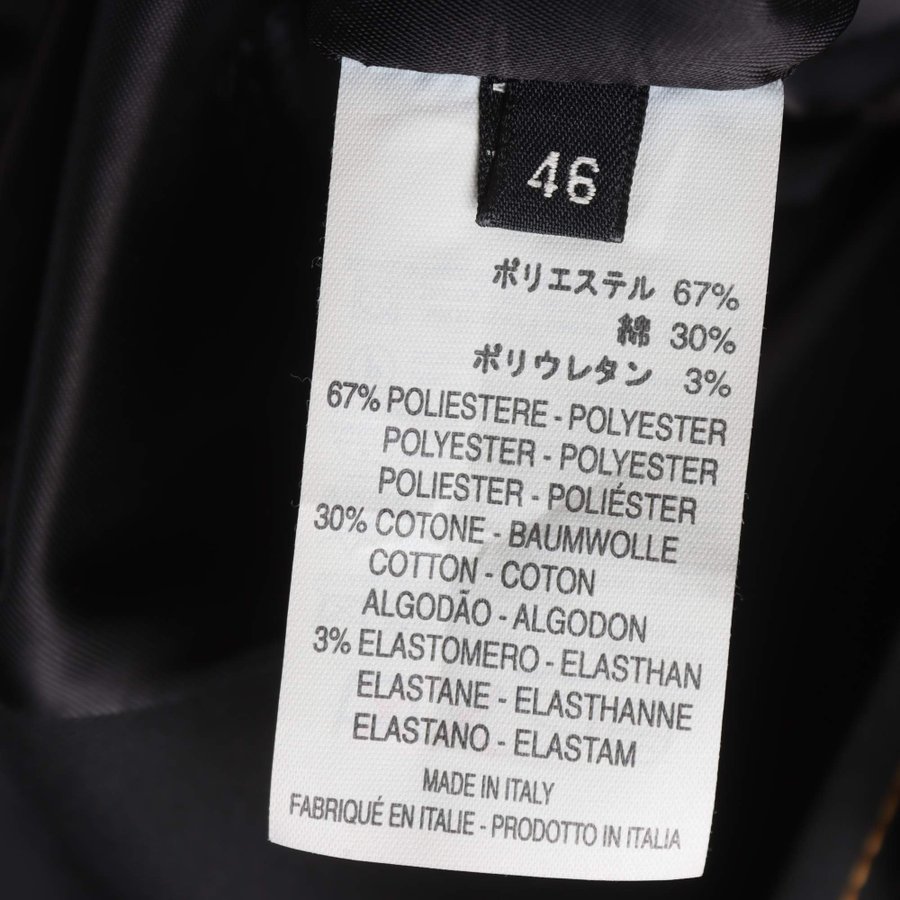 46
ポリエステル 67%
綿 30%
ポリウレタン 3%
67% POLIESTERE - POLYESTER
POLYESTER - POLYESTER
POLIESTER - POLIÉSTER
30% COTONE - BAUMWOLLE
COTTON - COTON
ALGODÃO - ALGODON
3% ELASTOMERO - ELASTHAN
ELASTANE - ELASTHANNE
ELASTANO - ELASTAM
MADE IN ITALY
FABRIQUÉ EN ITALIE - PRODOTTO IN ITALIA